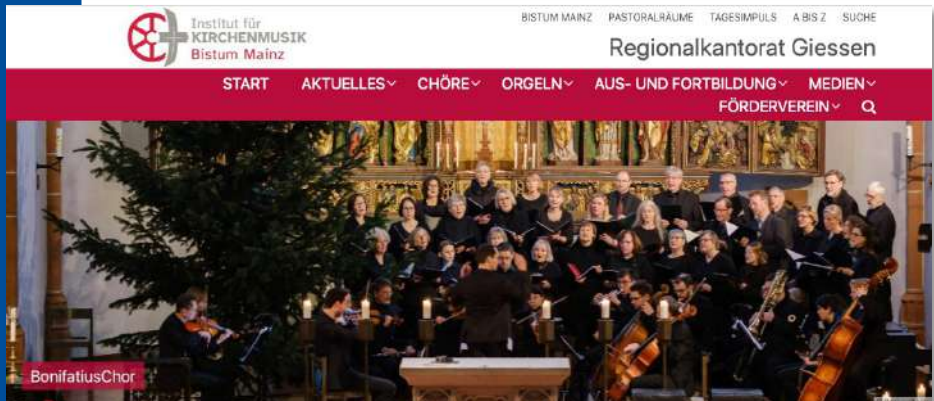 Institut für
KIRCHENMUSIK
Bistum Mainz
BISTUM MAINZ PASTORALRÄUME TAGESIMPULS A BIS Z SUCHE
Regionalkantorat Giessen
START AKTUELLES CHÖRE ORGELN AUS- UND FORTBILDUNG MEDIEN
FÖRDERVEREIN
BonifatiusChor